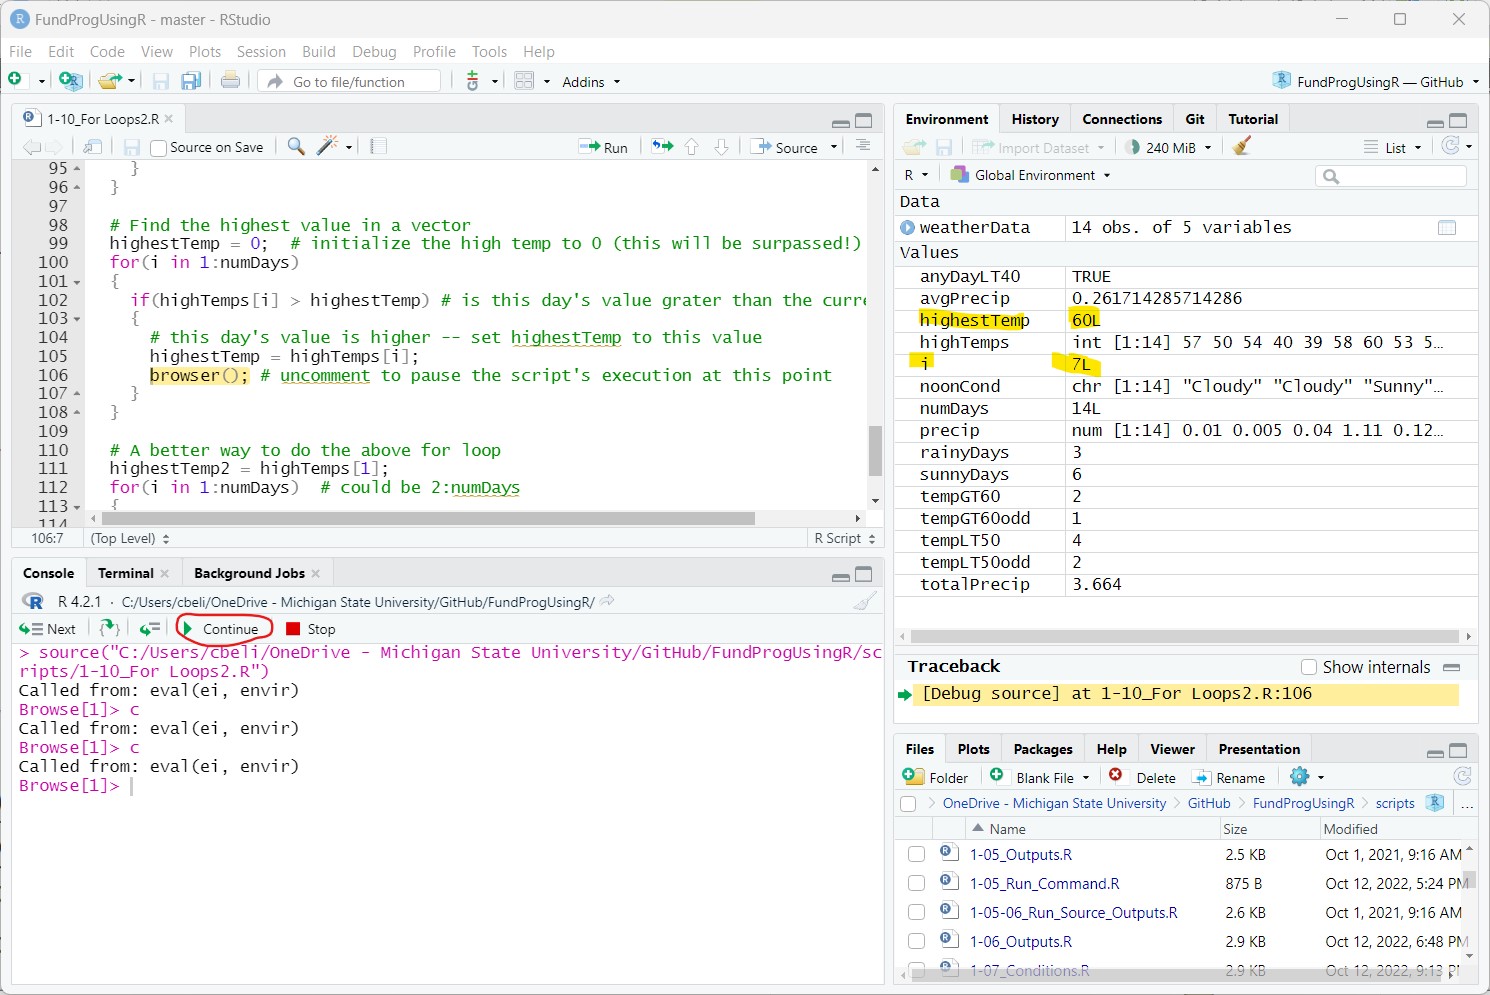 FundProgUsingR - master - RStudio
File Edit Code View Plots Session Build Debug Profile Tools Help
Go to file/function Addins FundProgUsingR — GitHub
1-10_For Loops2.R
Source on Save Run Source
95 }
96 }
97
98 # Find the highest value in a vector
99 highestTemp = 0; # initialize the high temp to 0 (this will be surpassed!)
100 for(i in 1:numDays)
101 {
102 if(highTemps[i] > highestTemp) # is this day's value grater than the curre
103 {
104 # this day's value is higher -- set highestTemp to this value
105 highestTemp = highTemps[i];
106 browser(); # uncomment to pause the script's execution at this point
107 }
108 }
109
110 # A better way to do the above for loop
111 highestTemp2 = highTemps[1];
112 for(i in 1:numDays) # could be 2:numDays
113 {
114
106:7 (Top Level) R Script
Console Terminal Background Jobs
R 4.2.1 · C:/Users/cbeli/OneDrive - Michigan State University/GitHub/FundProgUsingR/
Next Continue Stop
> source("C:/Users/cbeli/OneDrive - Michigan State University/GitHub/FundProgUsingR/sc
ripts/1-10_For Loops2.R")
Called from: eval(ei, envir)
Browse[1]> c
Called from: eval(ei, envir)
Browse[1]> c
Called from: eval(ei, envir)
Browse[1]>
Environment History Connections Git Tutorial
Import Dataset 240 MiB List
R Global Environment
Data
weatherData 14 obs. of 5 variables
Values
anyDayLT40 TRUE
avgPrecip 0.261714285714286
highestTemp 60L
highTemps int [1:14] 57 50 54 40 39 58 60 53 5...
i 7L
noonCond chr [1:14] "Cloudy" "Cloudy" "Sunny"...
numDays 14L
precip num [1:14] 0.01 0.005 0.04 1.11 0.12...
rainyDays 3
sunnyDays 6
tempGT60 2
tempGT60odd 1
tempLT50 4
tempLT50odd 2
totalPrecip 3.664
Traceback Show internals
[Debug source] at 1-10_For Loops2.R:106
Files Plots Packages Help Viewer Presentation
Folder Blank File Delete Rename
OneDrive - Michigan State University GitHub FundProgUsingR scripts ...
Name Size Modified
1-05_Outputs.R 2.5 KB Oct 1, 2021, 9:16 AM
1-05_Run_Command.R 875 B Oct 12, 2022, 5:24 PM
1-05-06_Run_Source_Outputs.R 2.6 KB Oct 1, 2021, 9:16 AM
1-06_Outputs.R 2.9 KB Oct 12, 2022, 6:48 PM
1-07_Conditions.R 2.9 KB Oct 12, 2022, 9:13 PM